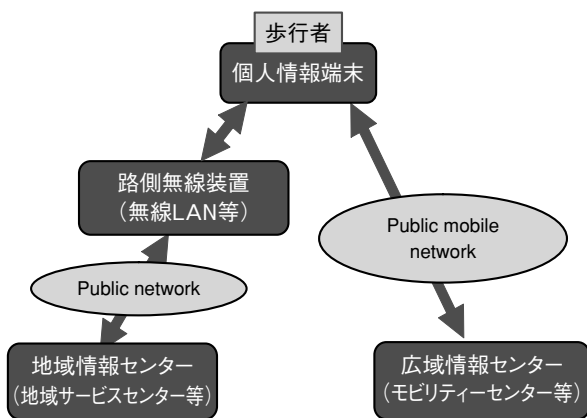 歩行者
個人情報端末
路側無線装置
（無線LAN等）
Public mobile
network
Public network
地域情報センター
（地域サービスセンター等）
広域情報センター
（モビリティーセンター等）